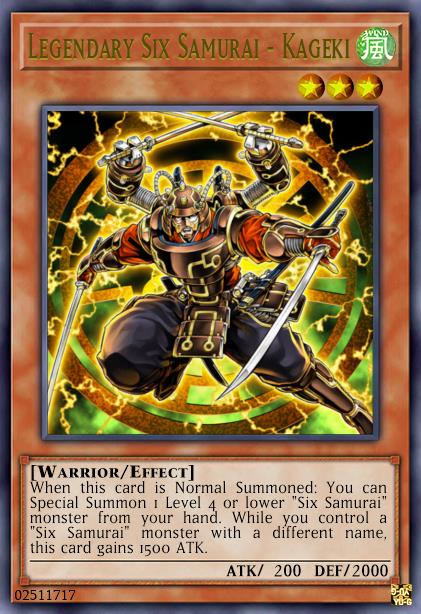 Legendary Six Samurai - Kageki
WIND
風
[Warrior/Effect]
When this card is Normal Summoned: You can
Special Summon 1 Level 4 or lower "Six Samurai"
monster from your hand. While you control a
"Six Samurai" monster with a different name,
this card gains 1500 ATK.
ATK/ 200 DEF/2000
02511717